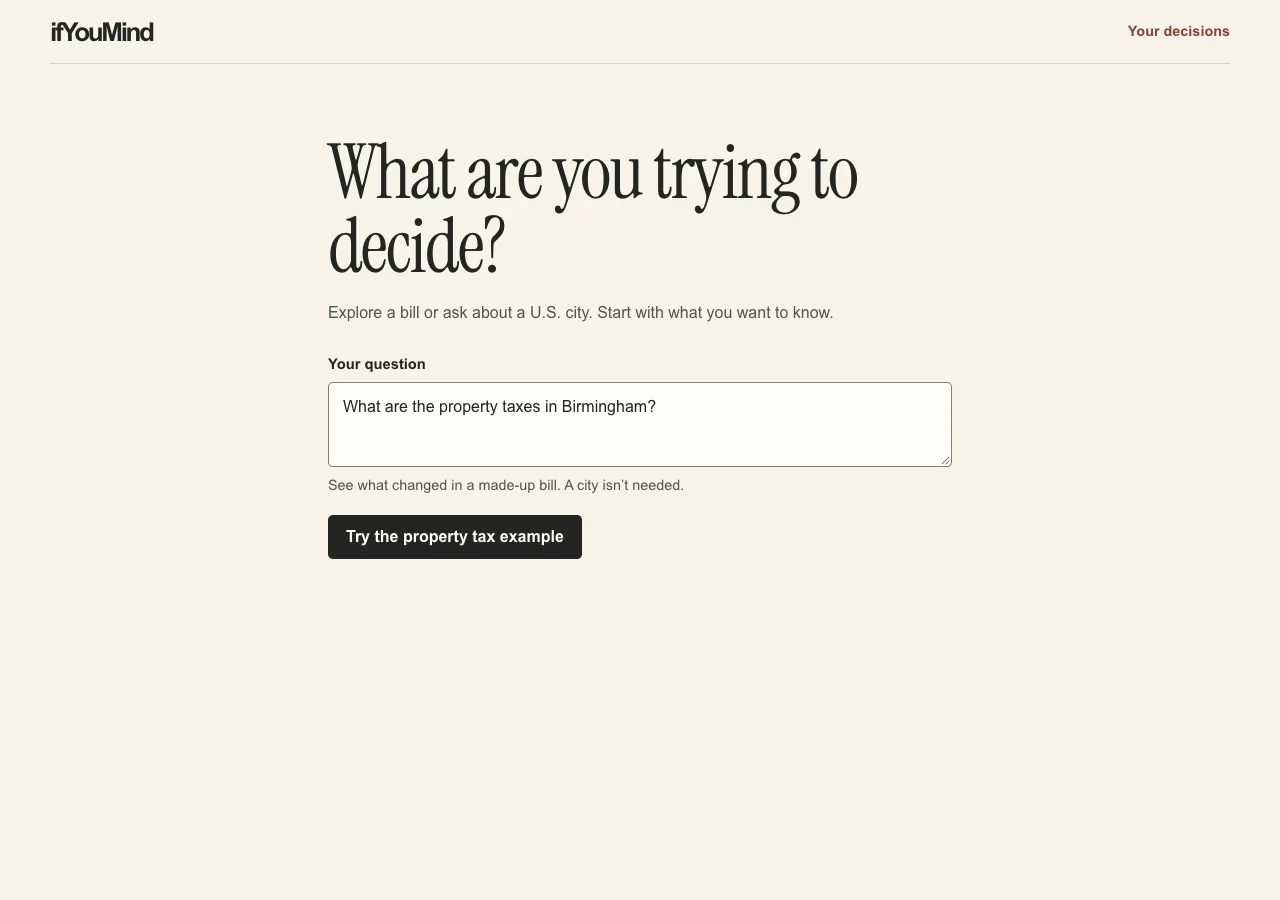 ifYouMind
Your decisions
What are you trying to
decide?
Explore a bill or ask about a U.S. city. Start with what you want to know.
Your question
What are the property taxes in Birmingham?
See what changed in a made-up bill. A city isn’t needed.
Try the property tax example